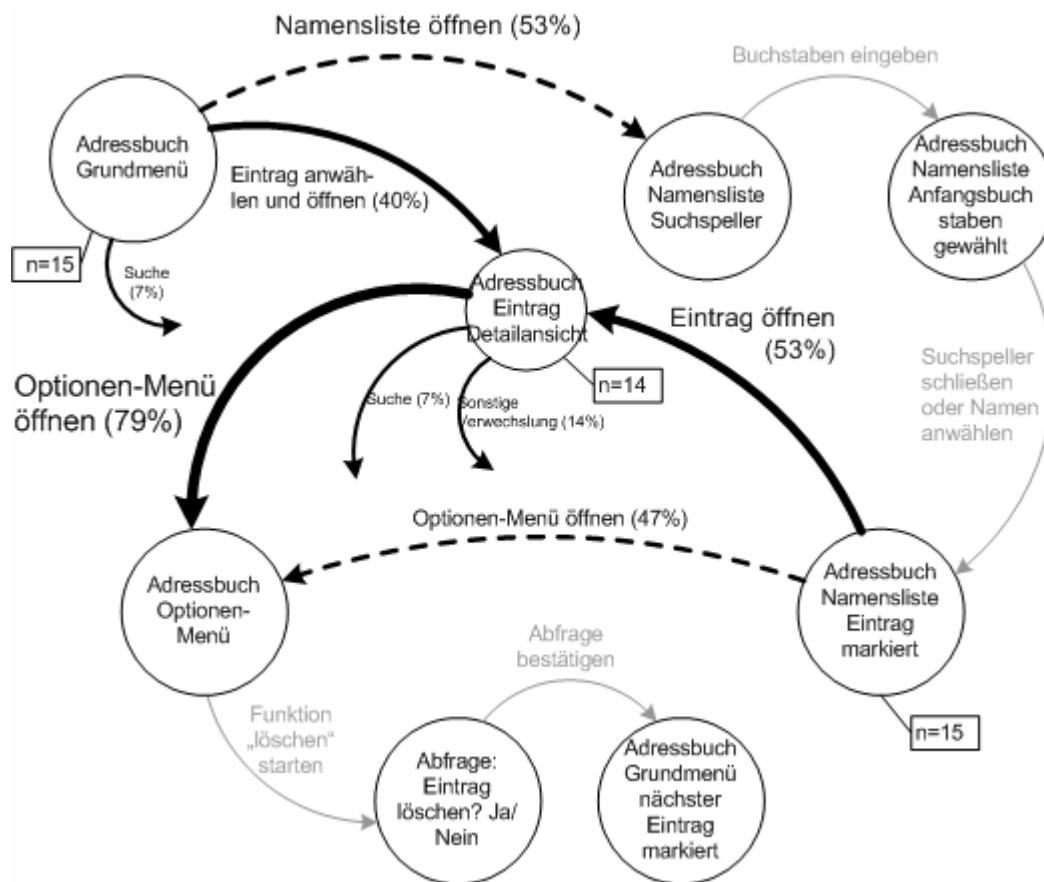 Namensliste öffnen (53%)
Buchstaben eingeben
Adressbuch
Grundmenü
Eintrag anwäh-
len und öffnen (40%)
Adressbuch
Namensliste
Suchspeller
Adressbuch
Namensliste
Anfangsbuch
staben
gewählt
n=15
Suche
(7%)
Adressbuch
Eintrag
Detailansicht
Eintrag öffnen
(53%)
Suchspeller
schließen
oder Namen
anwählen
Optionen-Menü
öffnen (79%)
n=14
Suche (7%)
Sonstige
Verwechslung (14%)
Optionen-Menü öffnen (47%)
Adressbuch
Optionen-
Menü
Adressbuch
Namensliste
Eintrag
markiert
n=15
Funktion
„löschen“
starten
Abfrage
bestätigen
Abfrage:
Eintrag
löschen? Ja/
Nein
Adressbuch
Grundmenü
nächster
Eintrag
markiert